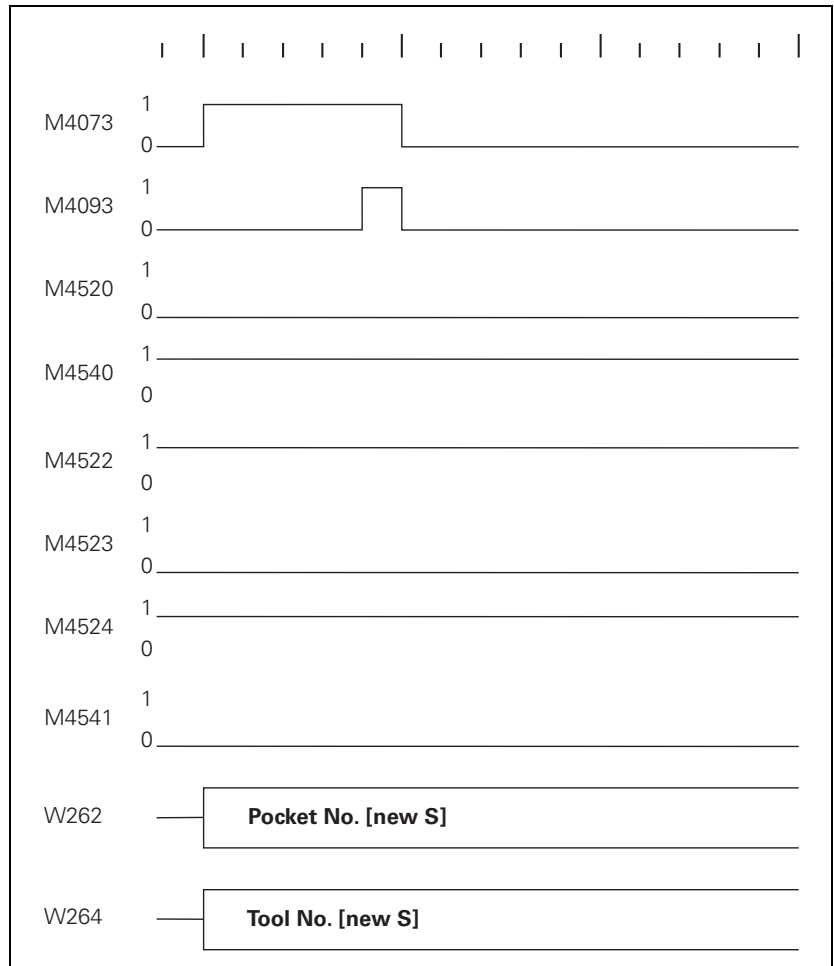 M4073 1
0
M4093 1
0
M4520 1
0
M4540 1
0
M4522 1
0
M4523 1
0
M4524 1
0
M4541 1
0
W262 Pocket No. [new S]
W264 Tool No. [new S]